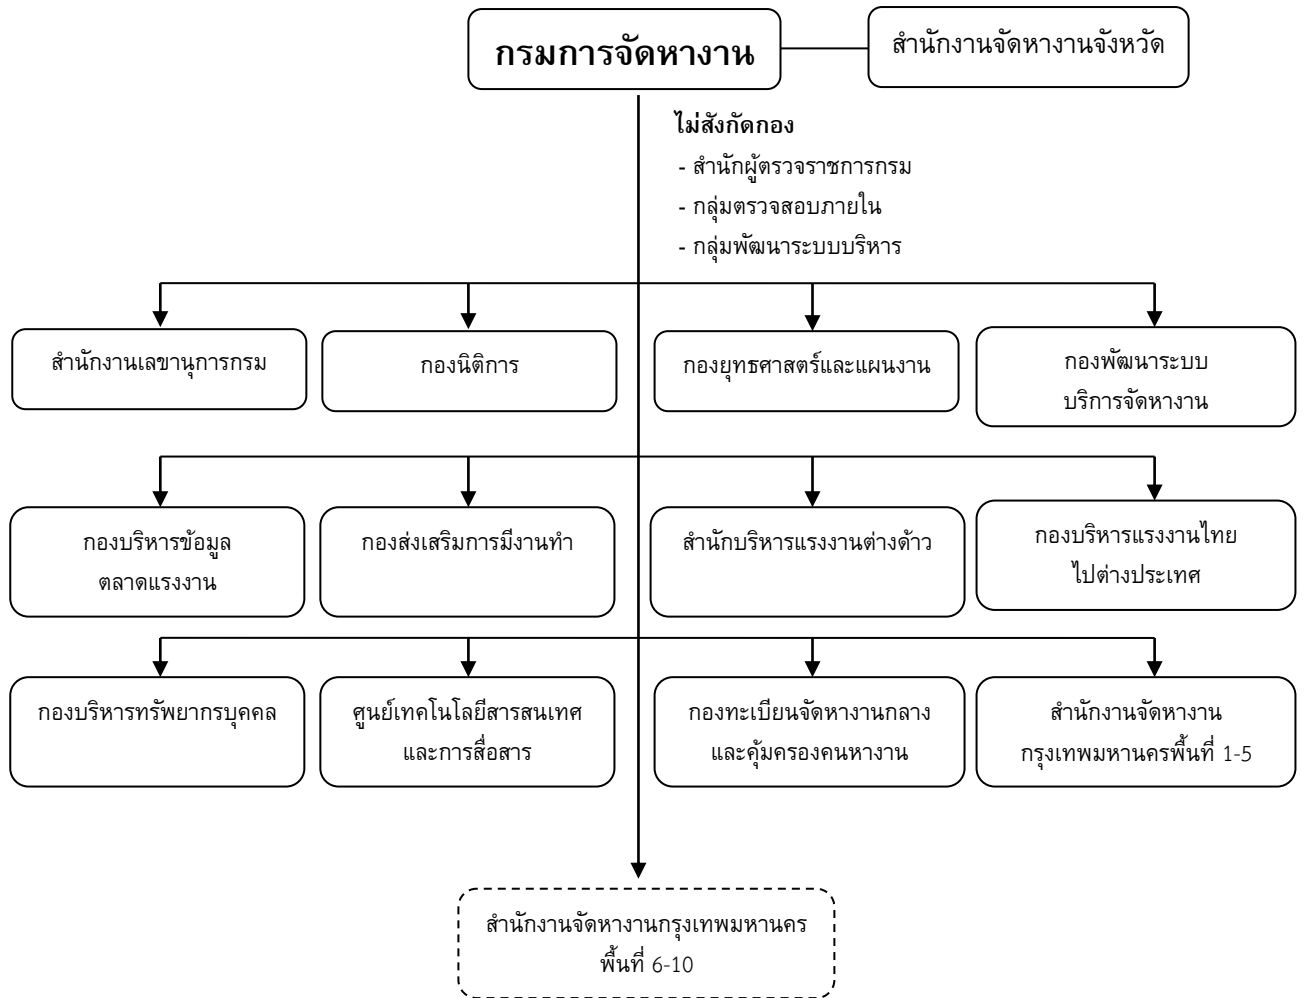 กรมการจัดหางาน
สำนักงานจัดหางานจังหวัด
ไม่สังกัดกอง
- สำนักผู้ตรวจราชการกรม
- กลุ่มตรวจสอบภายใน
- กลุ่มพัฒนาระบบบริหาร
สำนักงานเลขานุการกรม
กองนิติการ
กองยุทธศาสตร์และแผนงาน
กองพัฒนาระบบ
บริการจัดหางาน
กองบริหารข้อมูล
ตลาดแรงงาน
กองส่งเสริมการมีงานทำ
สำนักบริหารแรงงานต่างด้าว
กองบริหารแรงงานไทย
ไปต่างประเทศ
กองบริหารทรัพยากรบุคคล
ศูนย์เทคโนโลยีสารสนเทศ
และการสื่อสาร
กองทะเบียนจัดหางานกลาง
และคุ้มครองคนหางาน
สำนักงานจัดหางาน
กรุงเทพมหานครพื้นที่ 1-5
สำนักงานจัดหางานกรุงเทพมหานคร
พื้นที่ 6-10